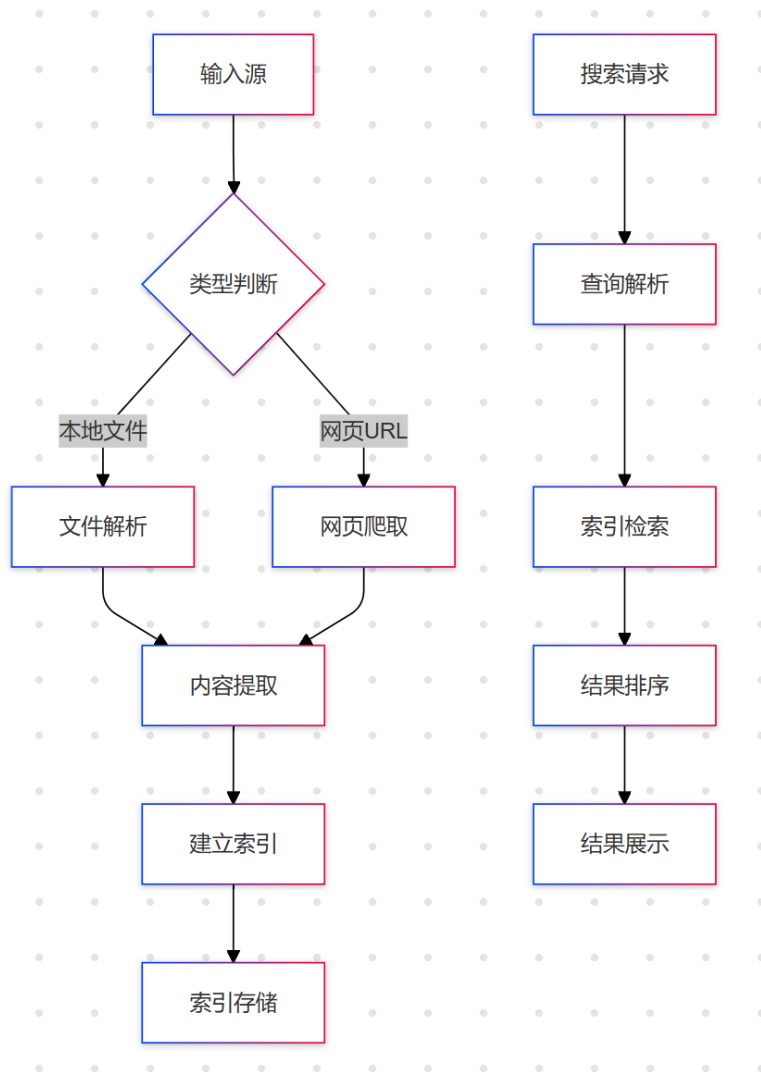 输入源
类型判断
本地文件
网页URL
文件解析
网页爬取
内容提取
建立索引
索引存储
搜索请求
查询解析
索引检索
结果排序
结果展示